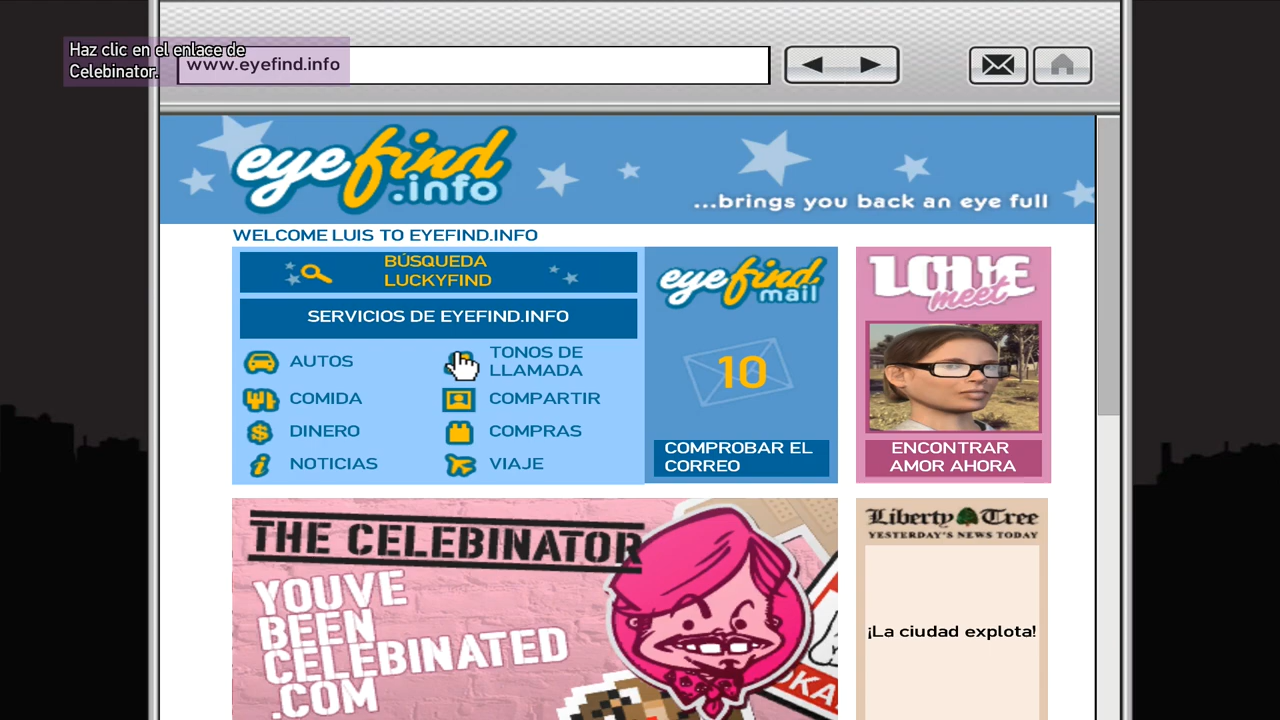 Haz clic en el enlace de
Celebinator.
www.eyefind.info
eyefind
.info
...brings you back an eye full
WELCOME LUIS TO EYEFIND.INFO
BÚSQUEDA
LUCKYFIND
SERVICIOS DE EYEFIND.INFO
AUTOS
TONOS DE
LLAMADA
COMIDA
COMPARTIR
DINERO
COMPRAS
NOTICIAS
VIAJE
eyefind
mail
10
COMPROBAR EL
CORREO
LOVE
meet
ENCONTRAR
AMOR AHORA
THE CELEBINATOR
YOUVE
BEEN
CELEBINATED
.COM
Liberty Tree
YESTERDAY'S NEWS TODAY
¡La ciudad explota!